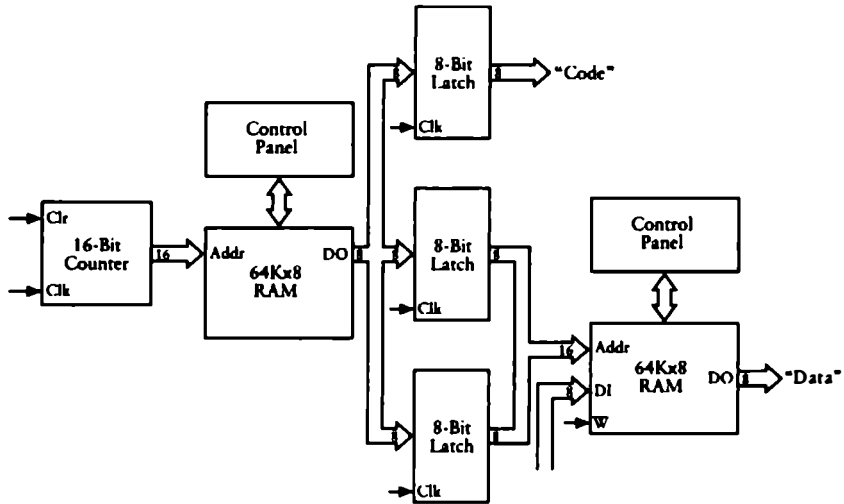 8-Bit
Latch
8
8
"Code"
Clk
Control
Panel
Control
Panel
Clr
16-Bit
Counter
Clk
16
Addr
DO
8
64Kx8
RAM
8
8-Bit
Latch
8
Clk
16
Addr
64Kx8
RAM
DO
8
"Data"
8
DI
W
8
8-Bit
Latch
8
Clk